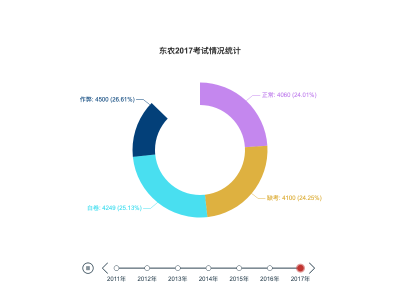 东农2017考试情况统计
作弊: 4500 (26.61%)
正常: 4060 (24.01%)
缺考: 4100 (24.25%)
白卷: 4249 (25.13%)
2011年 2012年 2013年 2014年 2015年 2016年 2017年